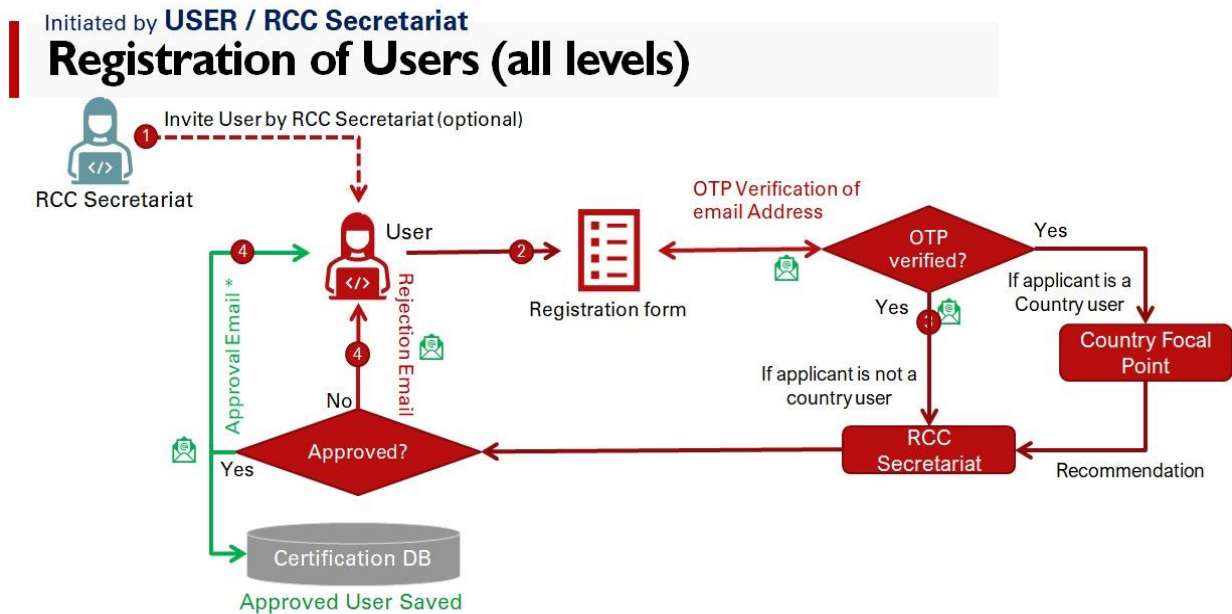 Initiated by USER / RCC Secretariat
Registration of Users (all levels)
1
Invite User by RCC Secretariat (optional)
</>
RCC Secretariat
User
</>
2
Registration form
OTP Verification of
email Address
@
OTP
verified?
Yes
If applicant is a
Country user
Country Focal
Point
Yes
3
@
If applicant is not a
country user
RCC
Secretariat
Recommendation
4
Approval Email *
4
Rejection Email
@
No
Approved?
Yes
@
Certification DB
Approved User Saved